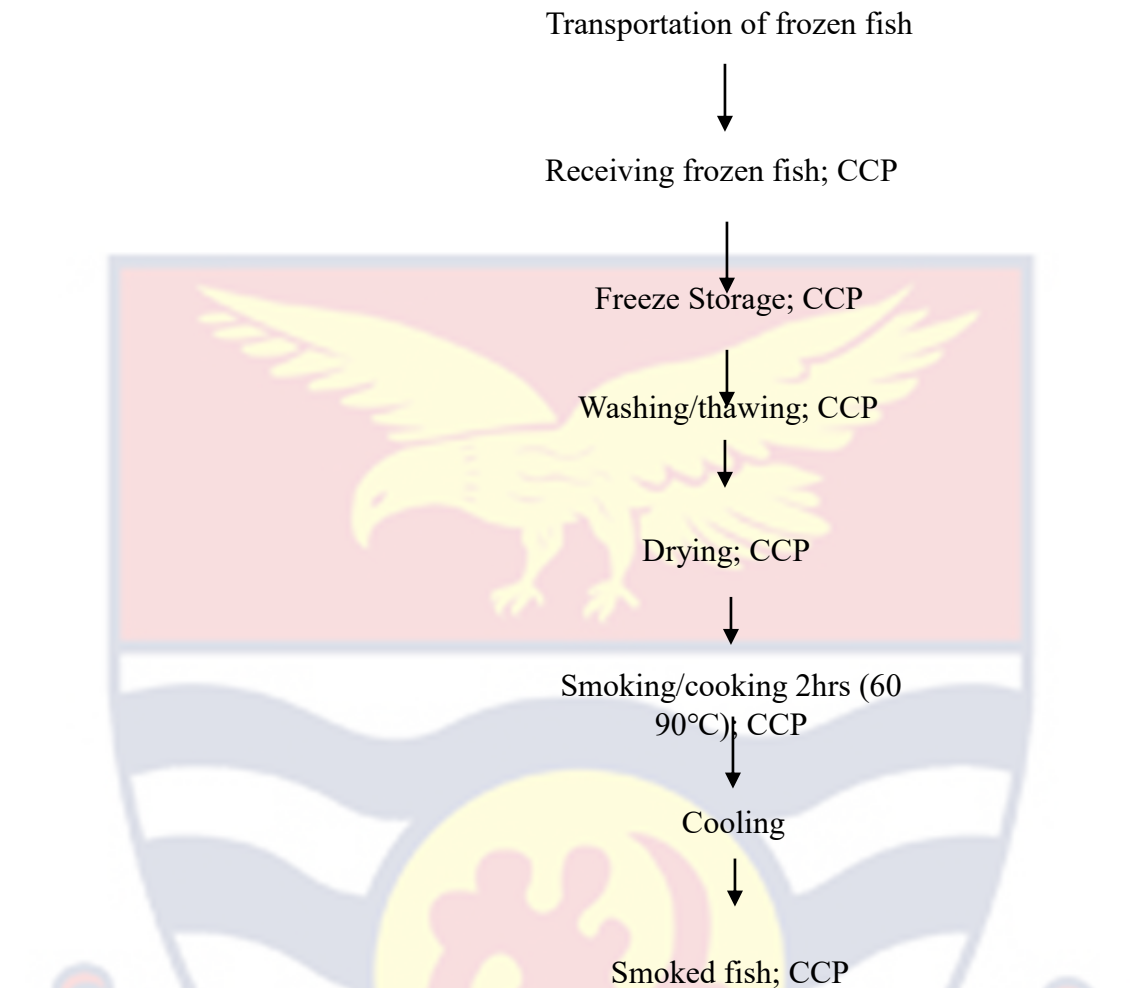 Transportation of frozen fish
Receiving frozen fish; CCP
Freeze Storage; CCP
Washing/thawing; CCP
Drying; CCP
Smoking/cooking 2hrs (60
90°C); CCP
Cooling
Smoked fish; CCP